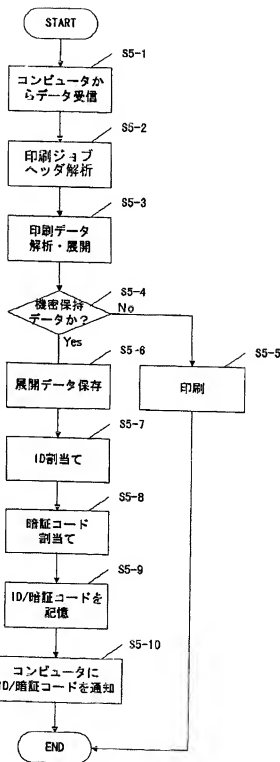 START
S5-1
コンピュータか
らデータ受信
S5-2
印刷ジョブ
ヘッダ解析
S5-3
印刷データ
解析・展開
S5-4
機密保持
データか?
No
Yes
S5-5
印刷
S5-6
展開データ保存
S5-7
ID割当て
S5-8
暗証コード
割当て
S5-9
ID/暗証コードを
記憶
S5-10
コンピュータに
ID/暗証コードを通知
END